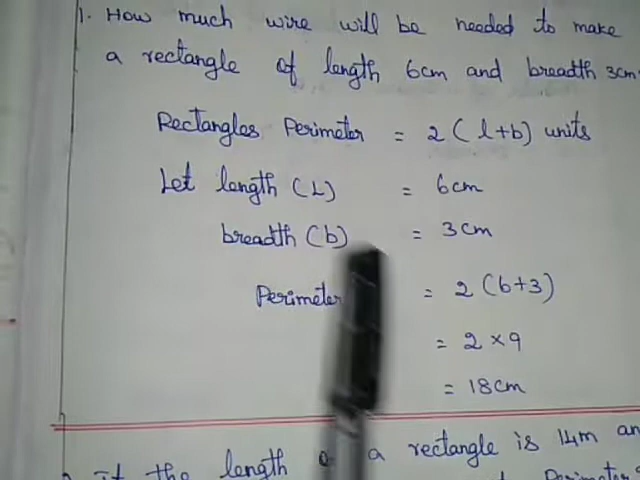 1. How much wire will be needed to make
a rectangle of length 6cm and breadth 3cm.
Rectangles Perimeter = 2 (l+b) units
Let length (L) = 6cm
breadth (b) = 3cm
Perimeter = 2 (6+3)
= 2 × 9
= 18cm
If the length a rectangle is 14m an
Perimeter